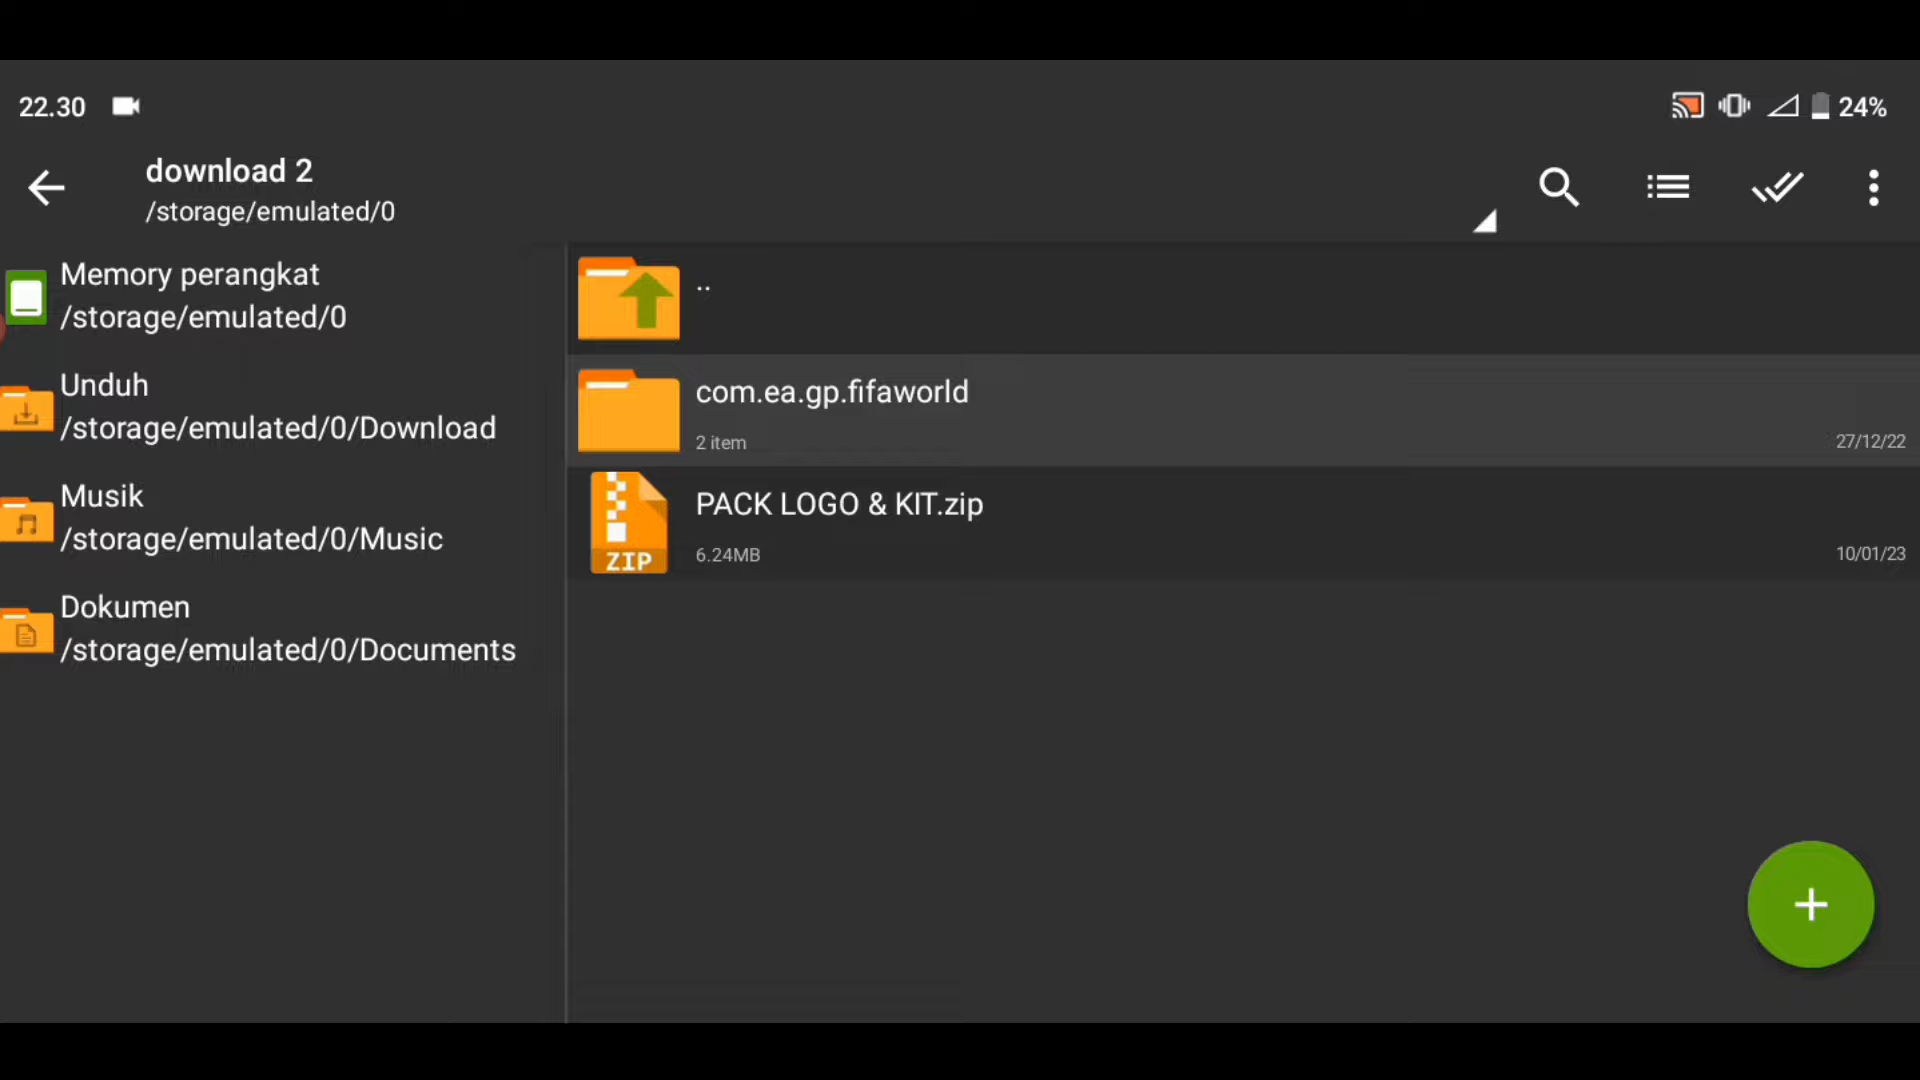 22.30
24%
download 2
/storage/emulated/0
Memory perangkat
/storage/emulated/0
Unduh
/storage/emulated/0/Download
Musik
/storage/emulated/0/Music
Dokumen
/storage/emulated/0/Documents
..
com.ea.gp.fifaworld
2 item
27/12/22
ZIP
PACK LOGO & KIT.zip
6.24MB
10/01/23